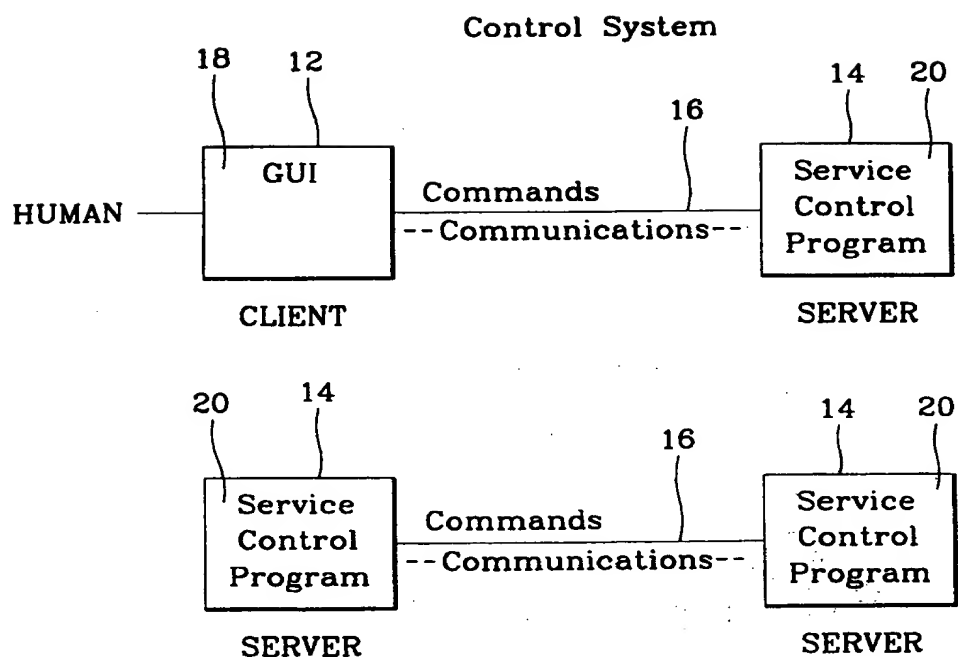 Control System
18 12 14 20
16
GUI
Service
Control
Program
HUMAN
Commands
--Communications--
CLIENT
SERVER
20 14 14 20
16
Service
Control
Program
Commands
--Communications--
Service
Control
Program
SERVER
SERVER